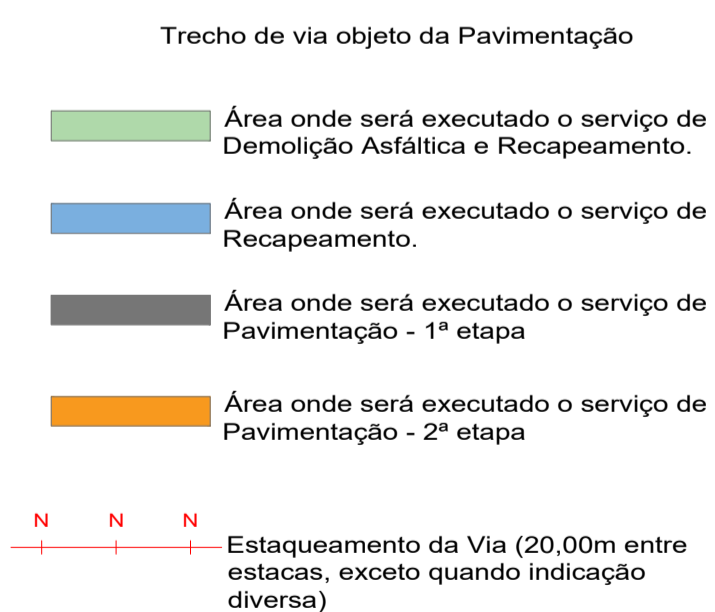 Trecho de via objeto da Pavimentação
Área onde será executado o serviço de
Demolição Asfáltica e Recapeamento.
Área onde será executado o serviço de
Recapeamento.
Área onde será executado o serviço de
Pavimentação - 1ª etapa
Área onde será executado o serviço de
Pavimentação - 2ª etapa
N N N
Estaqueamento da Via (20,00m entre
estacas, exceto quando indicação
diversa)